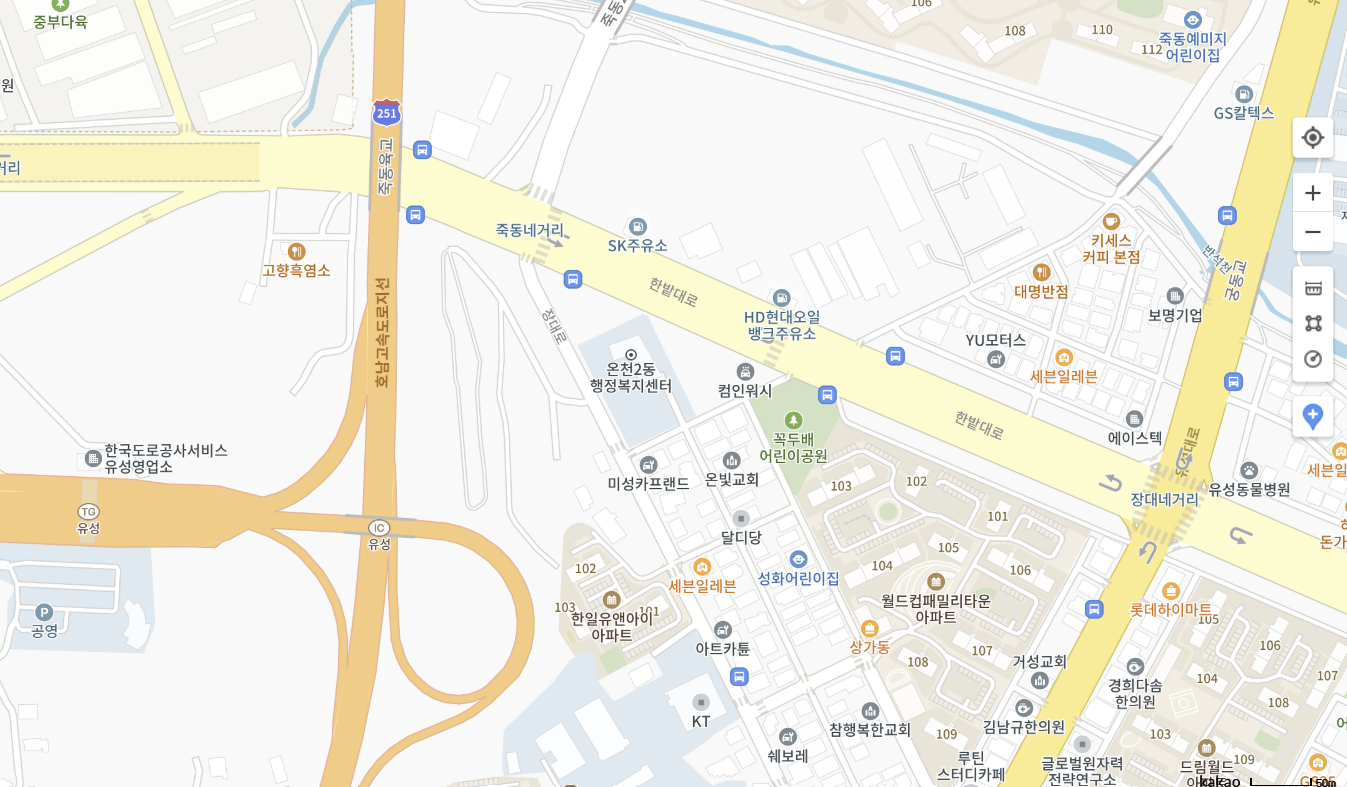 중부다육
106
108
110
112
죽동예미지
어린이집
GS칼텍스
251
죽동육교
죽동네거리
SK주유소
한밭대로
HD현대오일
뱅크주유소
고향흑염소
장대로
호남고속도로지선
온천2동
행정복지센터
컴인워시
키세스
커피 본점
대명반점
보명기업
반석천
궁동교
YU모터스
세븐일레븐
에이스텍
한밭대로
유성대로
장대네거리
유성동물병원
한국도로공사서비스
유성영업소
TG
유성
IC
유성
꼭두배
어린이공원
미성카프랜드
온빛교회
달디당
103
102
101
105
104
106
월드컵패밀리타운
아파트
107
108
109
상가동
세븐일레븐
성화어린이집
102
103
101
한일유앤아이
아파트
P
공영
아트카튠
KT
쉐보레
참행복한교회
루틴
스터디카페
거성교회
김남규한의원
글로벌원자력
전략연구소
경희다솜
한의원
롯데하이마트
105
106
104
107
108
103
109
드림월드
GS25
돈가
세븐일
kakao
50m